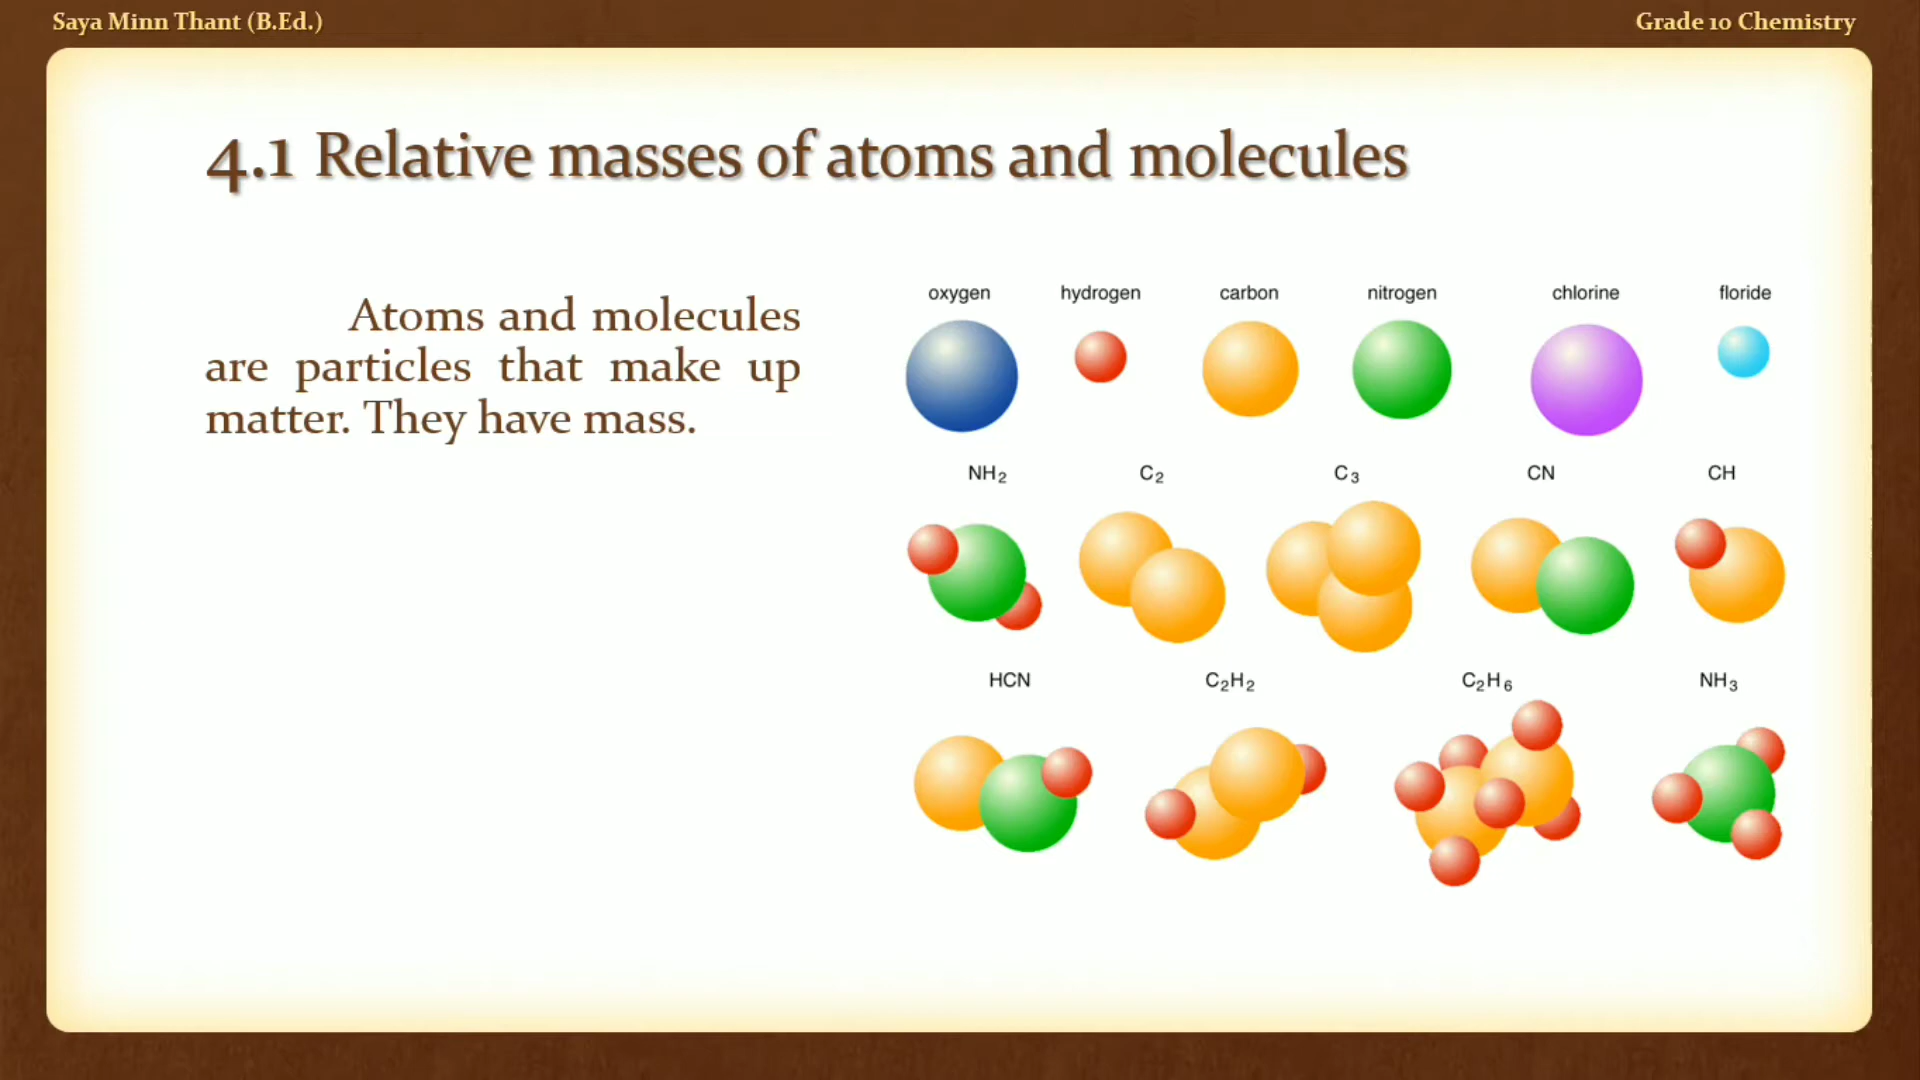 Saya Minn Thant (B.Ed.)
Grade 10 Chemistry
4.1 Relative masses of atoms and molecules
Atoms and molecules
are particles that make up
matter. They have mass.
oxygen hydrogen carbon nitrogen chlorine floride
NH₂ C₂ C₃ CN CH
HCN C₂H₂ C₂H₆ NH₃